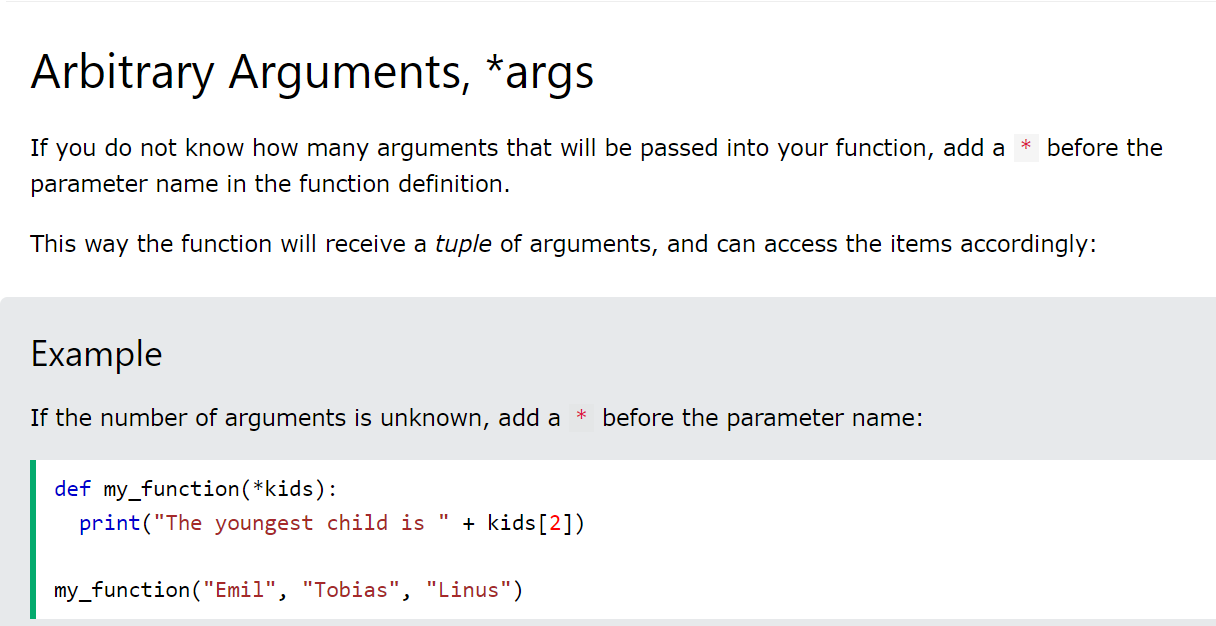 Arbitrary Arguments, *args
If you do not know how many arguments that will be passed into your function, add a * before the
parameter name in the function definition.
This way the function will receive a tuple of arguments, and can access the items accordingly:
Example
If the number of arguments is unknown, add a * before the parameter name:
def my_function(*kids):
  print("The youngest child is " + kids[2])
my_function("Emil", "Tobias", "Linus")